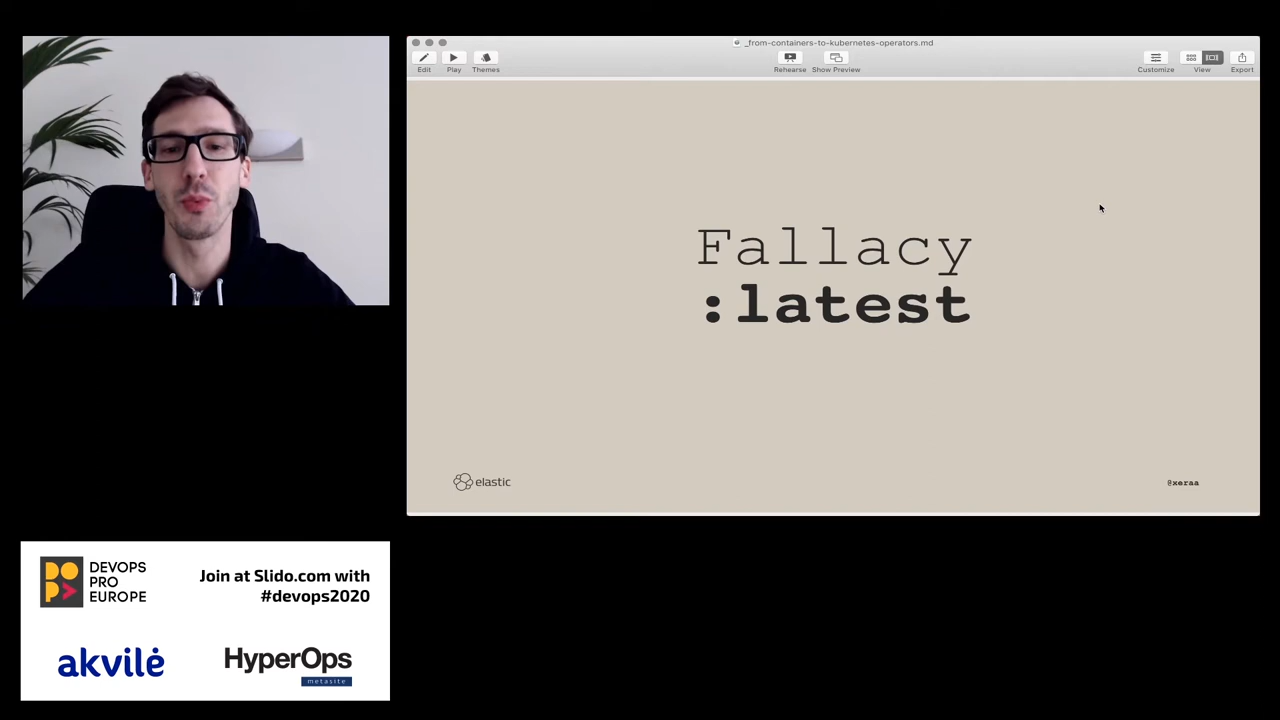 _from-containers-to-kubernetes-operators.md
Edit
Play
Themes
Rehearse
Show Preview
Customize
View
Export
Fallacy
:latest
elastic
@xeraa
DEVOPS
PRO
EUROPE
Join at Slido.com with
#devops2020
akvilė
HyperOps
metasite